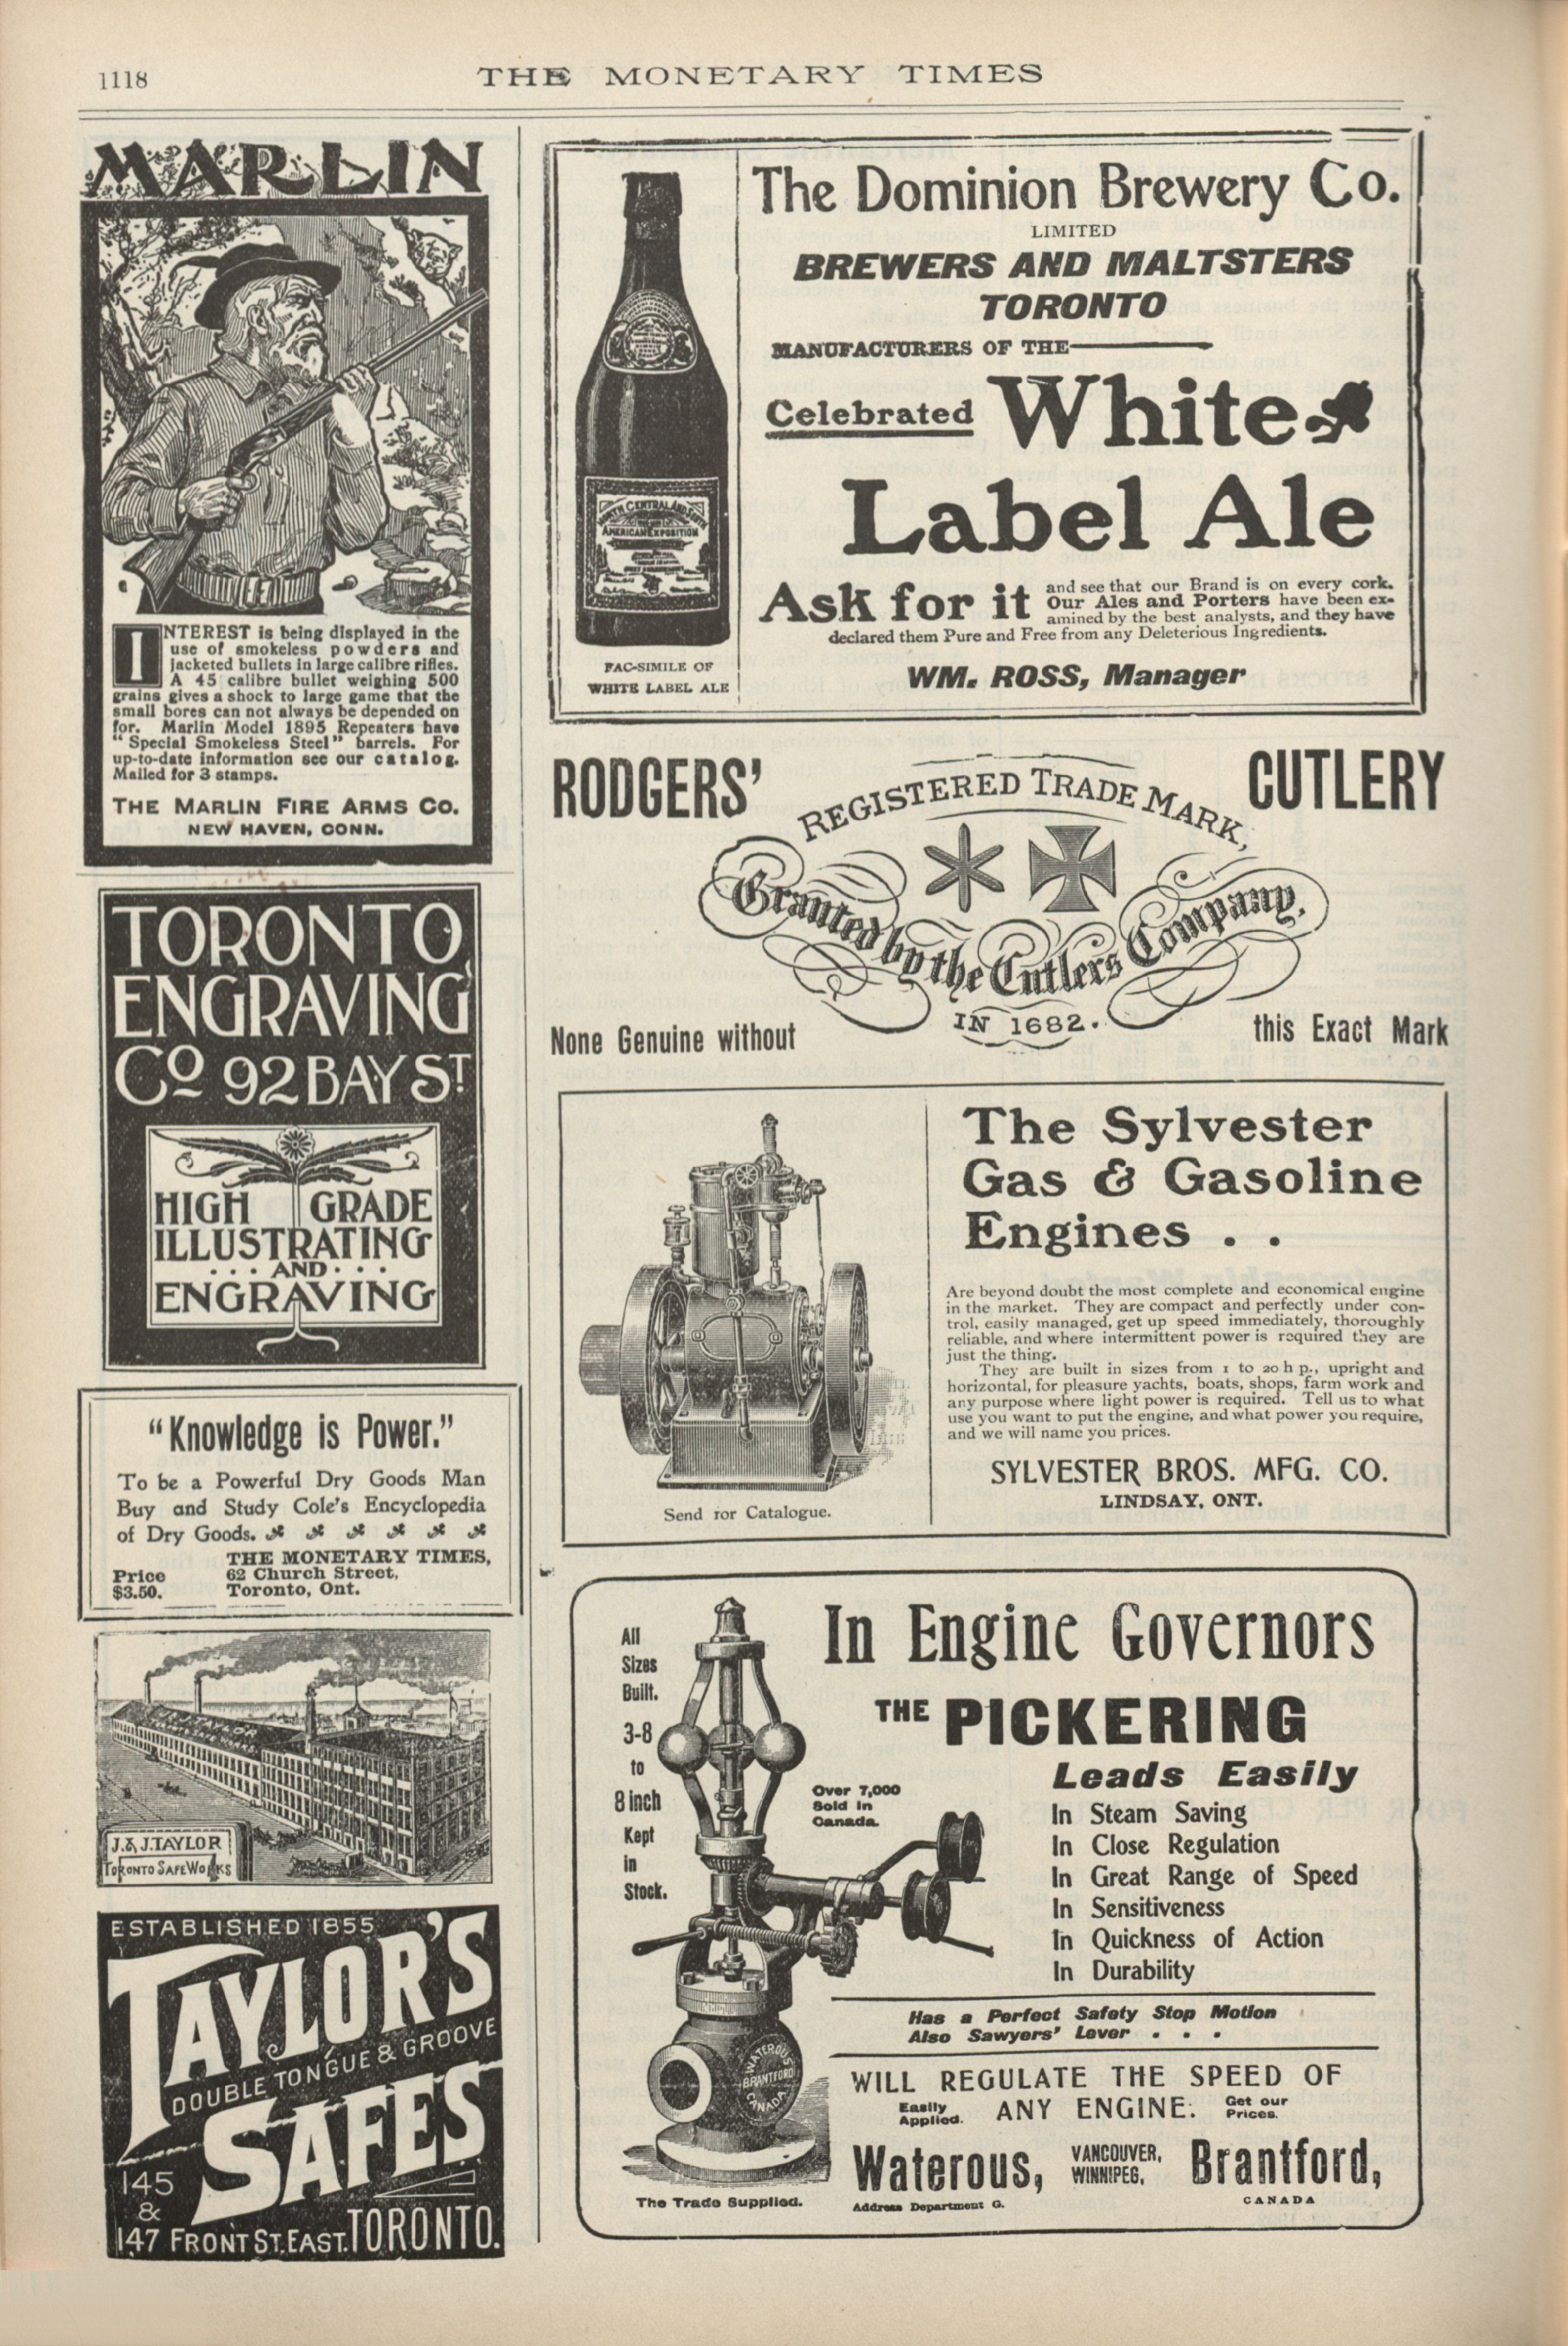 1118
THE MONETARY TIMES
MARLIN
INTEREST is being displayed in the
use of smokeless powders and
jacketed bullets in large calibre rifles.
A 45 calibre bullet weighing 500
grains gives a shock to large game that the
small bores can not always be depended on
for. Marlin Model 1895 Repeaters have
"Special Smokeless Steel" barrels. For
up-to-date information see our catalog.
Mailed for 3 stamps.
THE MARLIN FIRE ARMS CO.
NEW HAVEN, CONN.
TORONTO
ENGRAVING
CO 92 BAY ST
HIGH GRADE
ILLUSTRATING
... AND ...
ENGRAVING
"Knowledge is Power."
To be a Powerful Dry Goods Man
Buy and Study Cole's Encyclopedia
of Dry Goods.
THE MONETARY TIMES,
Price 62 Church Street,
$3.50. Toronto, Ont.
J. & J. TAYLOR
TORONTO SAFE WORKS
ESTABLISHED 1855
TAYLOR'S
DOUBLE TONGUE & GROOVE
SAFES
145
&
147 FRONT ST. EAST. TORONTO.
The Dominion Brewery Co.
LIMITED
BREWERS AND MALTSTERS
TORONTO
MANUFACTURERS OF THE
Celebrated White
Label Ale
Ask for it and see that our Brand is on every cork.
Our Ales and Porters have been ex-
amined by the best analysts, and they have
declared them Pure and Free from any Deleterious Ingredients.
WM. ROSS, Manager
NORTH CENTRAL AND SOUTH
AMERICAN EXPOSITION
FAC-SIMILE OF
WHITE LABEL ALE
RODGERS' CUTLERY
REGISTERED TRADE MARK,
Granted by the Cutlers Company.
IN 1682.
None Genuine without this Exact Mark
The Sylvester
Gas & Gasoline
Engines . .
Are beyond doubt the most complete and economical engine
in the market. They are compact and perfectly under con-
trol, easily managed, get up speed immediately, thoroughly
reliable, and where intermittent power is required they are
just the thing.
They are built in sizes from 1 to 20 h p., upright and
horizontal, for pleasure yachts, boats, shops, farm work and
any purpose where light power is required. Tell us to what
use you want to put the engine, and what power you require,
and we will name you prices.
SYLVESTER BROS. MFG. CO.
LINDSAY, ONT.
Send for Catalogue.
In Engine Governors
THE PICKERING
Leads Easily
In Steam Saving
In Close Regulation
In Great Range of Speed
In Sensitiveness
In Quickness of Action
In Durability
All
Sizes
Built.
3-8
to
8 inch
Kept
in
Stock.
Over 7,000
Sold in
Canada.
WATEROUS
BRANTFORD
CANADA
Has a Perfect Safety Stop Motion
Also Sawyers' Lever . . .
WILL REGULATE THE SPEED OF
Easily
Applied.
ANY ENGINE.
Get our
Prices.
Waterous, VANCOUVER,
WINNIPEG, Brantford,
Address Department G. CANADA
The Trade Supplied.